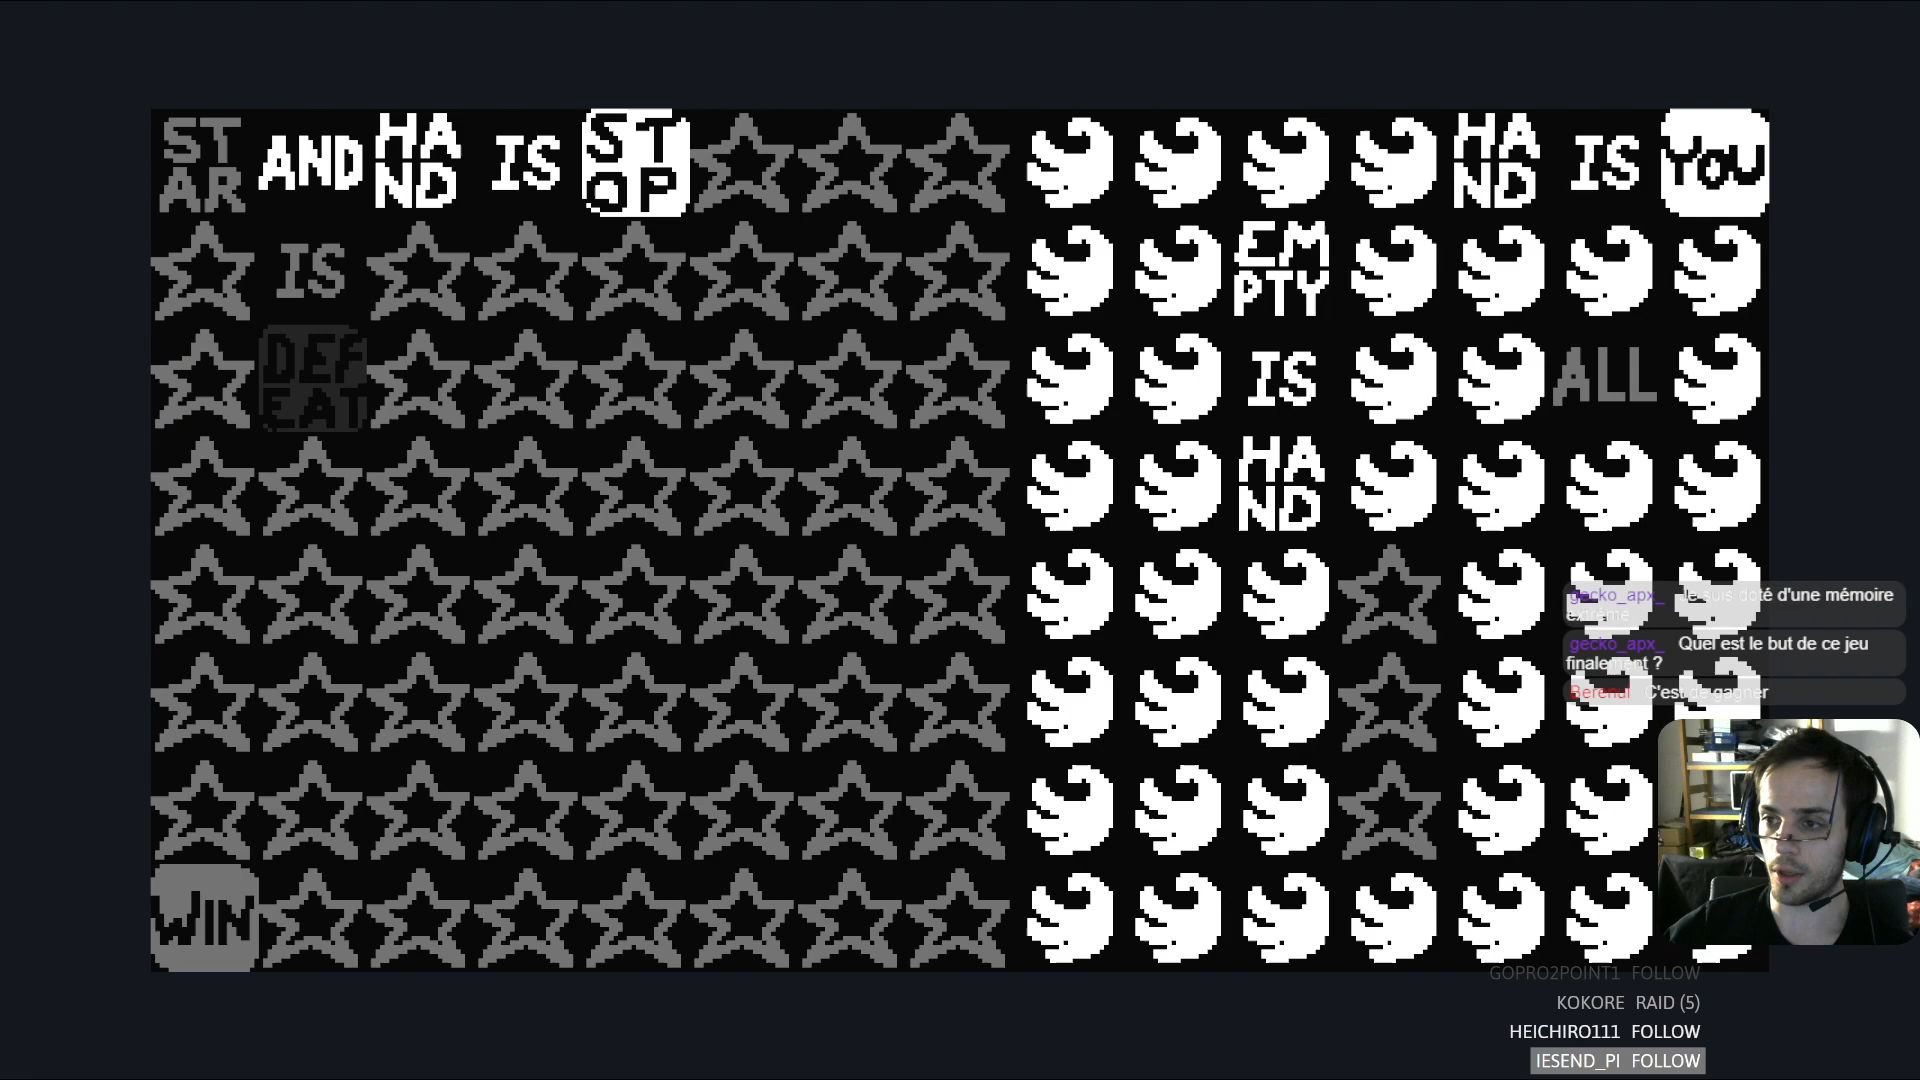 STAR AND HAND IS STOP HAND IS YOU
IS EMPTY
DEFEAT IS ALL
HAND
gecko_apx_ Je suis doté d'une mémoire
extrême
gecko_apx_ Quel est le but de ce jeu
finalement ?
Berenul C'est de gagner
WIN
GOPRO2POINT1 FOLLOW
KOKORE RAID (5)
HEICHIRO111 FOLLOW
IESEND_PI FOLLOW